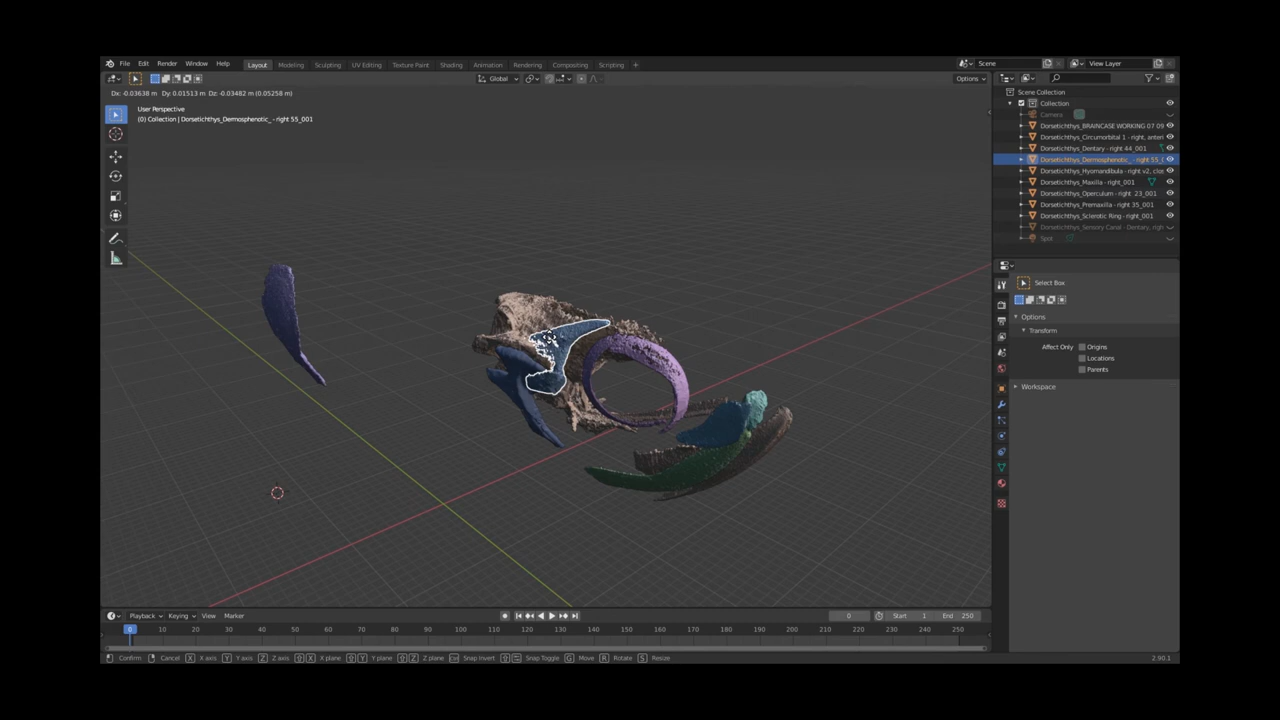 File Edit Render Window Help Layout Modeling Sculpting UV Editing Texture Paint Shading Animation Rendering Compositing Scripting + Scene View Layer
Global Options
Dx: -0.03638 m Dy: 0.01513 m Dz: -0.03482 m (0.05258 m)
User Perspective
(0) Collection | Dorsetichthys_Dermosphenotic_ - right 55_001
Scene Collection
Collection
Camera
Dorsetichthys_BRAINCASE WORKING 07 09
Dorsetichthys_Circumorbital 1 - right, anteri
Dorsetichthys_Dentary - right 44_001
Dorsetichthys_Dermosphenotic_ - right 55_
Dorsetichthys_Hyomandibula - right v2, clos
Dorsetichthys_Maxilla - right_001
Dorsetichthys_Operculum - right 23_001
Dorsetichthys_Premaxilla - right 35_001
Dorsetichthys_Sclerotic Ring - right_001
Dorsetichthys_Sensory Canal - Dentary, righ
Spot
Select Box
Options
Transform
Affect Only Origins
Locations
Parents
Workspace
Playback Keying View Marker 0 Start 1 End 250
0 10 20 30 40 50 60 70 80 90 100 110 120 130 140 150 160 170 180 190 200 210 220 230 240 250
Confirm Cancel X X axis Y Y axis Z Z axis X X plane Y Y plane Z Z plane Snap Invert Snap Toggle G Move R Rotate S Resize 2.90.1